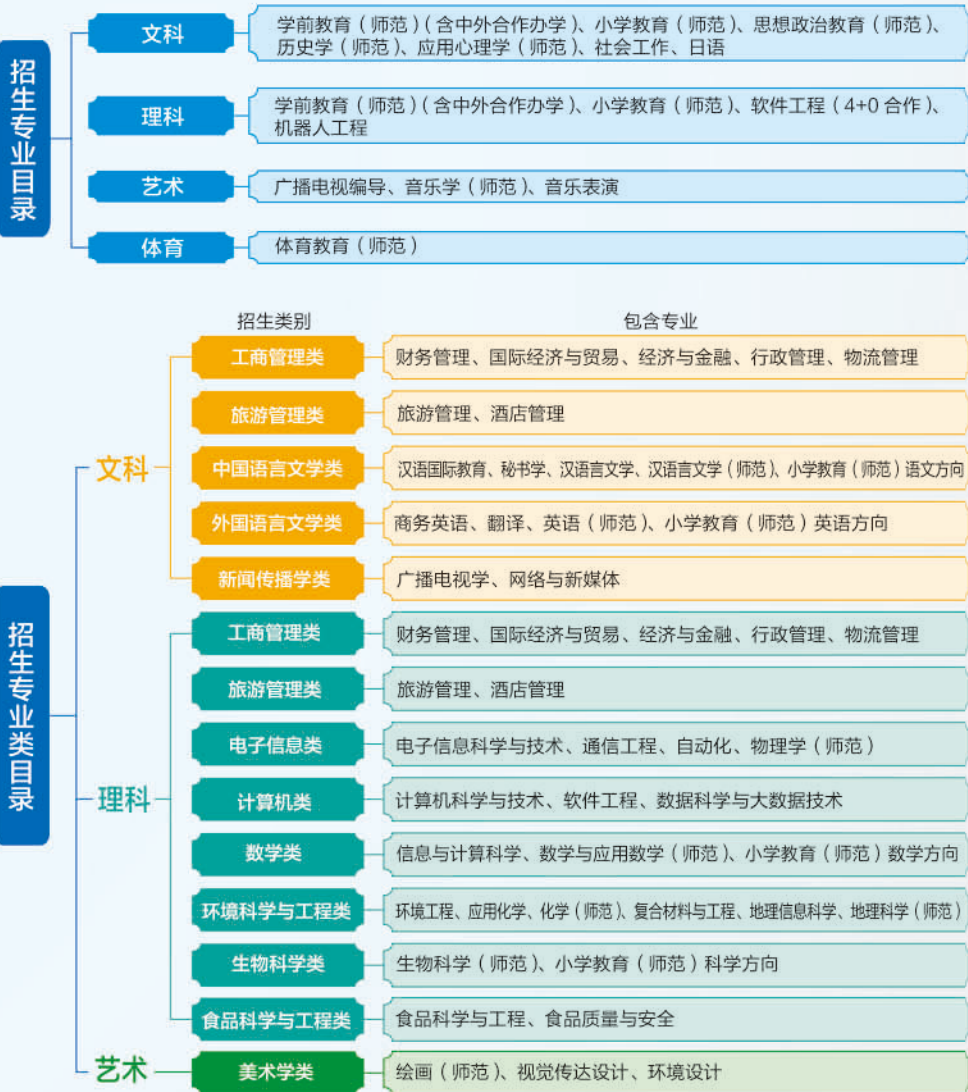 招生专业目录
文科
学前教育（师范）（含中外合作办学）、小学教育（师范）、思想政治教育（师范）、
历史学（师范）、应用心理学（师范）、社会工作、日语
理科
学前教育（师范）（含中外合作办学）、小学教育（师范）、软件工程（4+0 合作）、
机器人工程
艺术
广播电视编导、音乐学（师范）、音乐表演
体育
体育教育（师范）
招生专业类目录
招生类别
包含专业
文科
工商管理类
财务管理、国际经济与贸易、经济与金融、行政管理、物流管理
旅游管理类
旅游管理、酒店管理
中国语言文学类
汉语国际教育、秘书学、汉语言文学、汉语言文学（师范）、小学教育（师范）语文方向
外国语言文学类
商务英语、翻译、英语（师范）、小学教育（师范）英语方向
新闻传播学类
广播电视学、网络与新媒体
理科
工商管理类
财务管理、国际经济与贸易、经济与金融、行政管理、物流管理
旅游管理类
旅游管理、酒店管理
电子信息类
电子信息科学与技术、通信工程、自动化、物理学（师范）
计算机类
计算机科学与技术、软件工程、数据科学与大数据技术
数学类
信息与计算科学、数学与应用数学（师范）、小学教育（师范）数学方向
环境科学与工程类
环境工程、应用化学、化学（师范）、复合材料与工程、地理信息科学、地理科学（师范）
生物科学类
生物科学（师范）、小学教育（师范）科学方向
食品科学与工程类
食品科学与工程、食品质量与安全
艺术
美术学类
绘画（师范）、视觉传达设计、环境设计